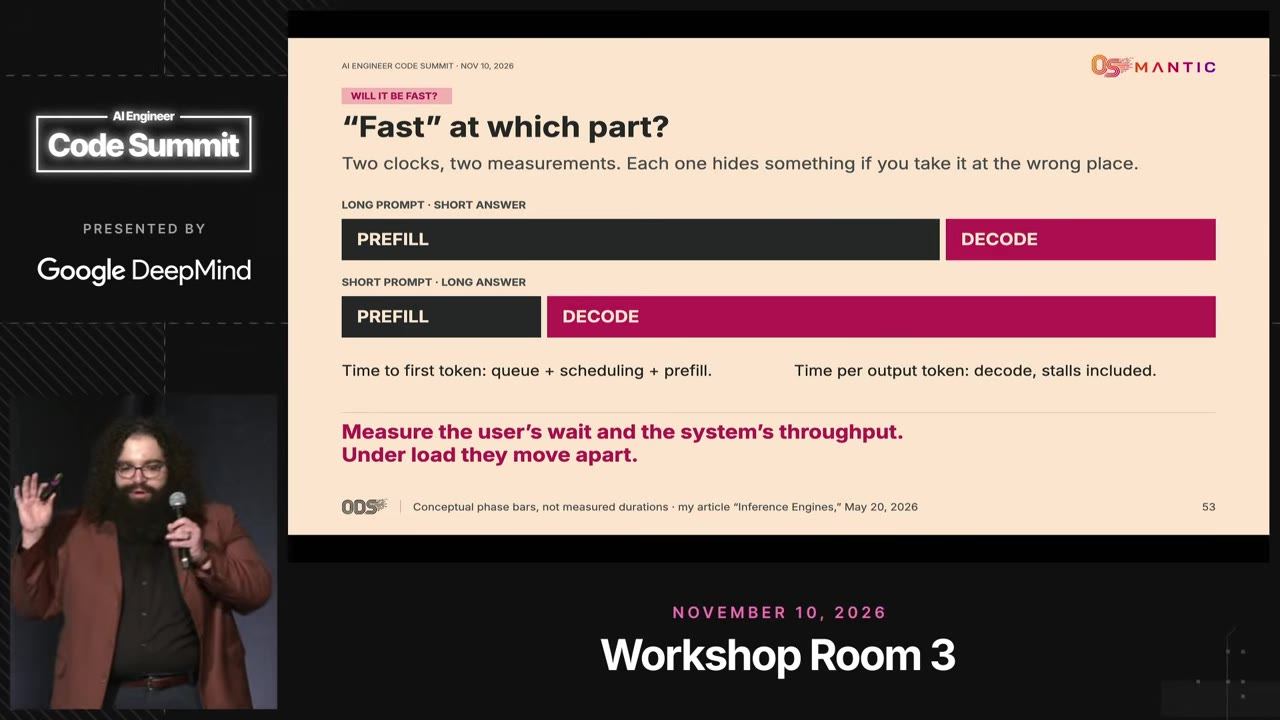 AI Engineer
Code Summit
PRESENTED BY
Google DeepMind
AI ENGINEER CODE SUMMIT · NOV 10, 2026
OSMANTIC
WILL IT BE FAST?
“Fast” at which part?
Two clocks, two measurements. Each one hides something if you take it at the wrong place.
LONG PROMPT · SHORT ANSWER
PREFILL
DECODE
SHORT PROMPT · LONG ANSWER
PREFILL
DECODE
Time to first token: queue + scheduling + prefill.
Time per output token: decode, stalls included.
Measure the user’s wait and the system’s throughput.
Under load they move apart.
ODS
Conceptual phase bars, not measured durations · my article “Inference Engines,” May 20, 2026
53
NOVEMBER 10, 2026
Workshop Room 3